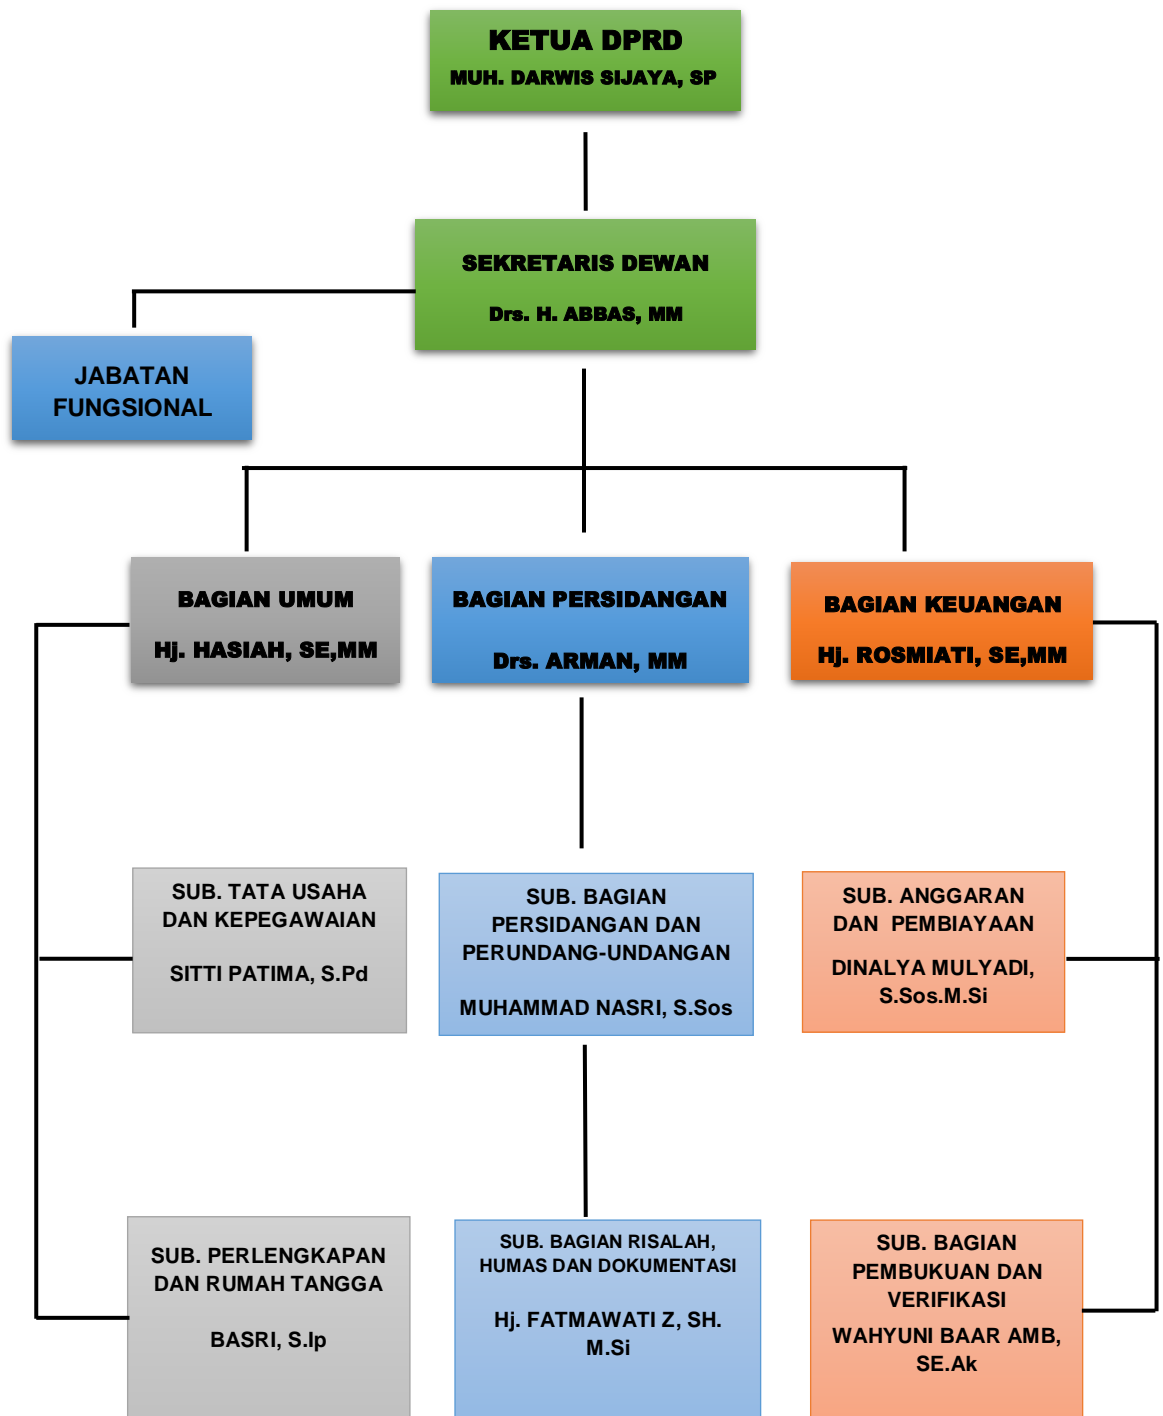 KETUA DPRD
MUH. DARWIS SIJAYA, SP
SEKRETARIS DEWAN
Drs. H. ABBAS, MM
JABATAN
FUNGSIONAL
BAGIAN UMUM
Hj. HASIAH, SE,MM
BAGIAN PERSIDANGAN
Drs. ARMAN, MM
BAGIAN KEUANGAN
Hj. ROSMIATI, SE,MM
SUB. TATA USAHA
DAN KEPEGAWAIAN
SITTI PATIMA, S.Pd
SUB. BAGIAN
PERSIDANGAN DAN
PERUNDANG-UNDANGAN
MUHAMMAD NASRI, S.Sos
SUB. ANGGARAN
DAN PEMBIAYAAN
DINALYA MULYADI,
S.Sos.M.Si
SUB. PERLENGKAPAN
DAN RUMAH TANGGA
BASRI, S.Ip
SUB. BAGIAN RISALAH,
HUMAS DAN DOKUMENTASI
Hj. FATMAWATI Z, SH.
M.Si
SUB. BAGIAN
PEMBUKUAN DAN
VERIFIKASI
WAHYUNI BAAR AMB,
SE.Ak